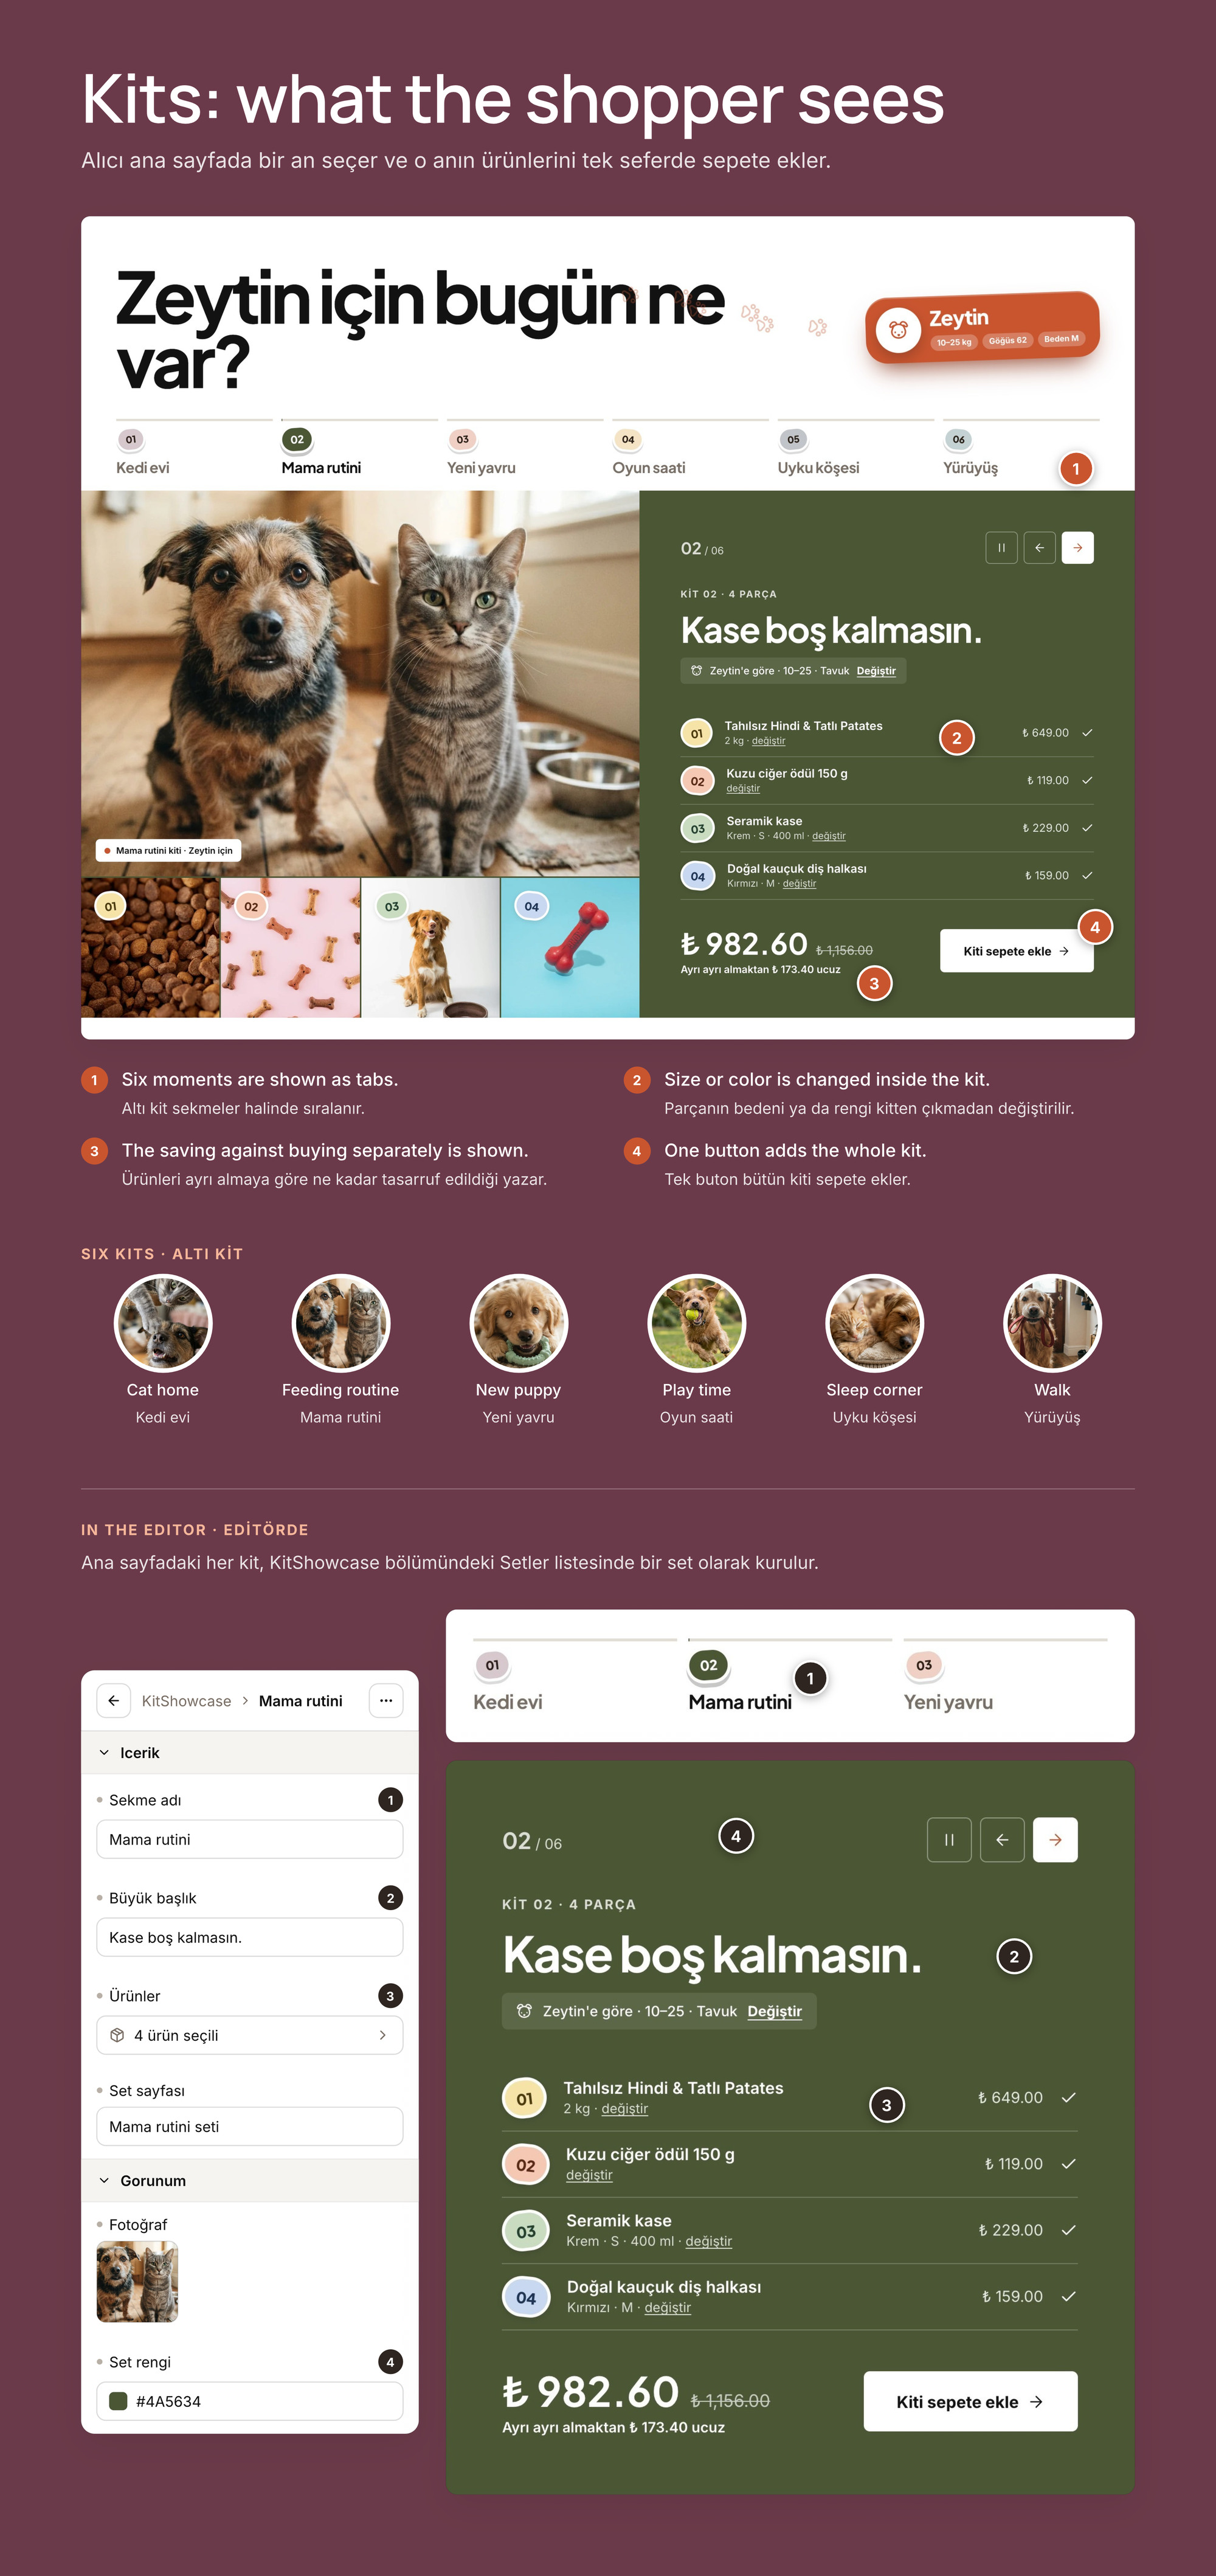 Kits: what the shopper sees
Alıcı ana sayfada bir an seçer ve o anın ürünlerini tek seferde sepete ekler.
Zeytin için bugün ne
var?
Zeytin
10–25 kg
Göğüs 62
Beden M
01
Kedi evi
02
Mama rutini
03
Yeni yavru
04
Oyun saati
05
Uyku köşesi
06
Yürüyüş
1
02 / 06
KİT 02 · 4 PARÇA
Kase boş kalmasın.
Zeytin'e göre · 10–25 · Tavuk Değiştir
01
Tahılsız Hindi & Tatlı Patates
2 kg · değiştir
2
₺ 649.00
02
Kuzu ciğer ödül 150 g
değiştir
₺ 119.00
03
Seramik kase
Krem · S · 400 ml · değiştir
₺ 229.00
04
Doğal kauçuk diş halkası
Kırmızı · M · değiştir
₺ 159.00
₺ 982.60 ₺ 1,156.00
Ayrı ayrı almaktan ₺ 173.40 ucuz
3
Kiti sepete ekle
4
Mama rutini kiti · Zeytin için
01
02
03
04
1 Six moments are shown as tabs.
Altı kit sekmeler halinde sıralanır.
2 Size or color is changed inside the kit.
Parçanın bedeni ya da rengi kitten çıkmadan değiştirilir.
3 The saving against buying separately is shown.
Ürünleri ayrı almaya göre ne kadar tasarruf edildiği yazar.
4 One button adds the whole kit.
Tek buton bütün kiti sepete ekler.
SIX KITS · ALTI KİT
Cat home
Kedi evi
Feeding routine
Mama rutini
New puppy
Yeni yavru
Play time
Oyun saati
Sleep corner
Uyku köşesi
Walk
Yürüyüş
IN THE EDITOR · EDİTÖRDE
Ana sayfadaki her kit, KitShowcase bölümündeki Setler listesinde bir set olarak kurulur.
KitShowcase > Mama rutini
Icerik
Sekme adı
1
Mama rutini
Büyük başlık
2
Kase boş kalmasın.
Ürünler
3
4 ürün seçili
Set sayfası
Mama rutini seti
Gorunum
Fotoğraf
Set rengi
4
#4A5634
01
Kedi evi
02
Mama rutini
1
03
Yeni yavru
02 / 06
4
KİT 02 · 4 PARÇA
Kase boş kalmasın.
2
Zeytin'e göre · 10–25 · Tavuk Değiştir
01
Tahılsız Hindi & Tatlı Patates
2 kg · değiştir
3
₺ 649.00
02
Kuzu ciğer ödül 150 g
değiştir
₺ 119.00
03
Seramik kase
Krem · S · 400 ml · değiştir
₺ 229.00
04
Doğal kauçuk diş halkası
Kırmızı · M · değiştir
₺ 159.00
₺ 982.60 ₺ 1,156.00
Ayrı ayrı almaktan ₺ 173.40 ucuz
Kiti sepete ekle